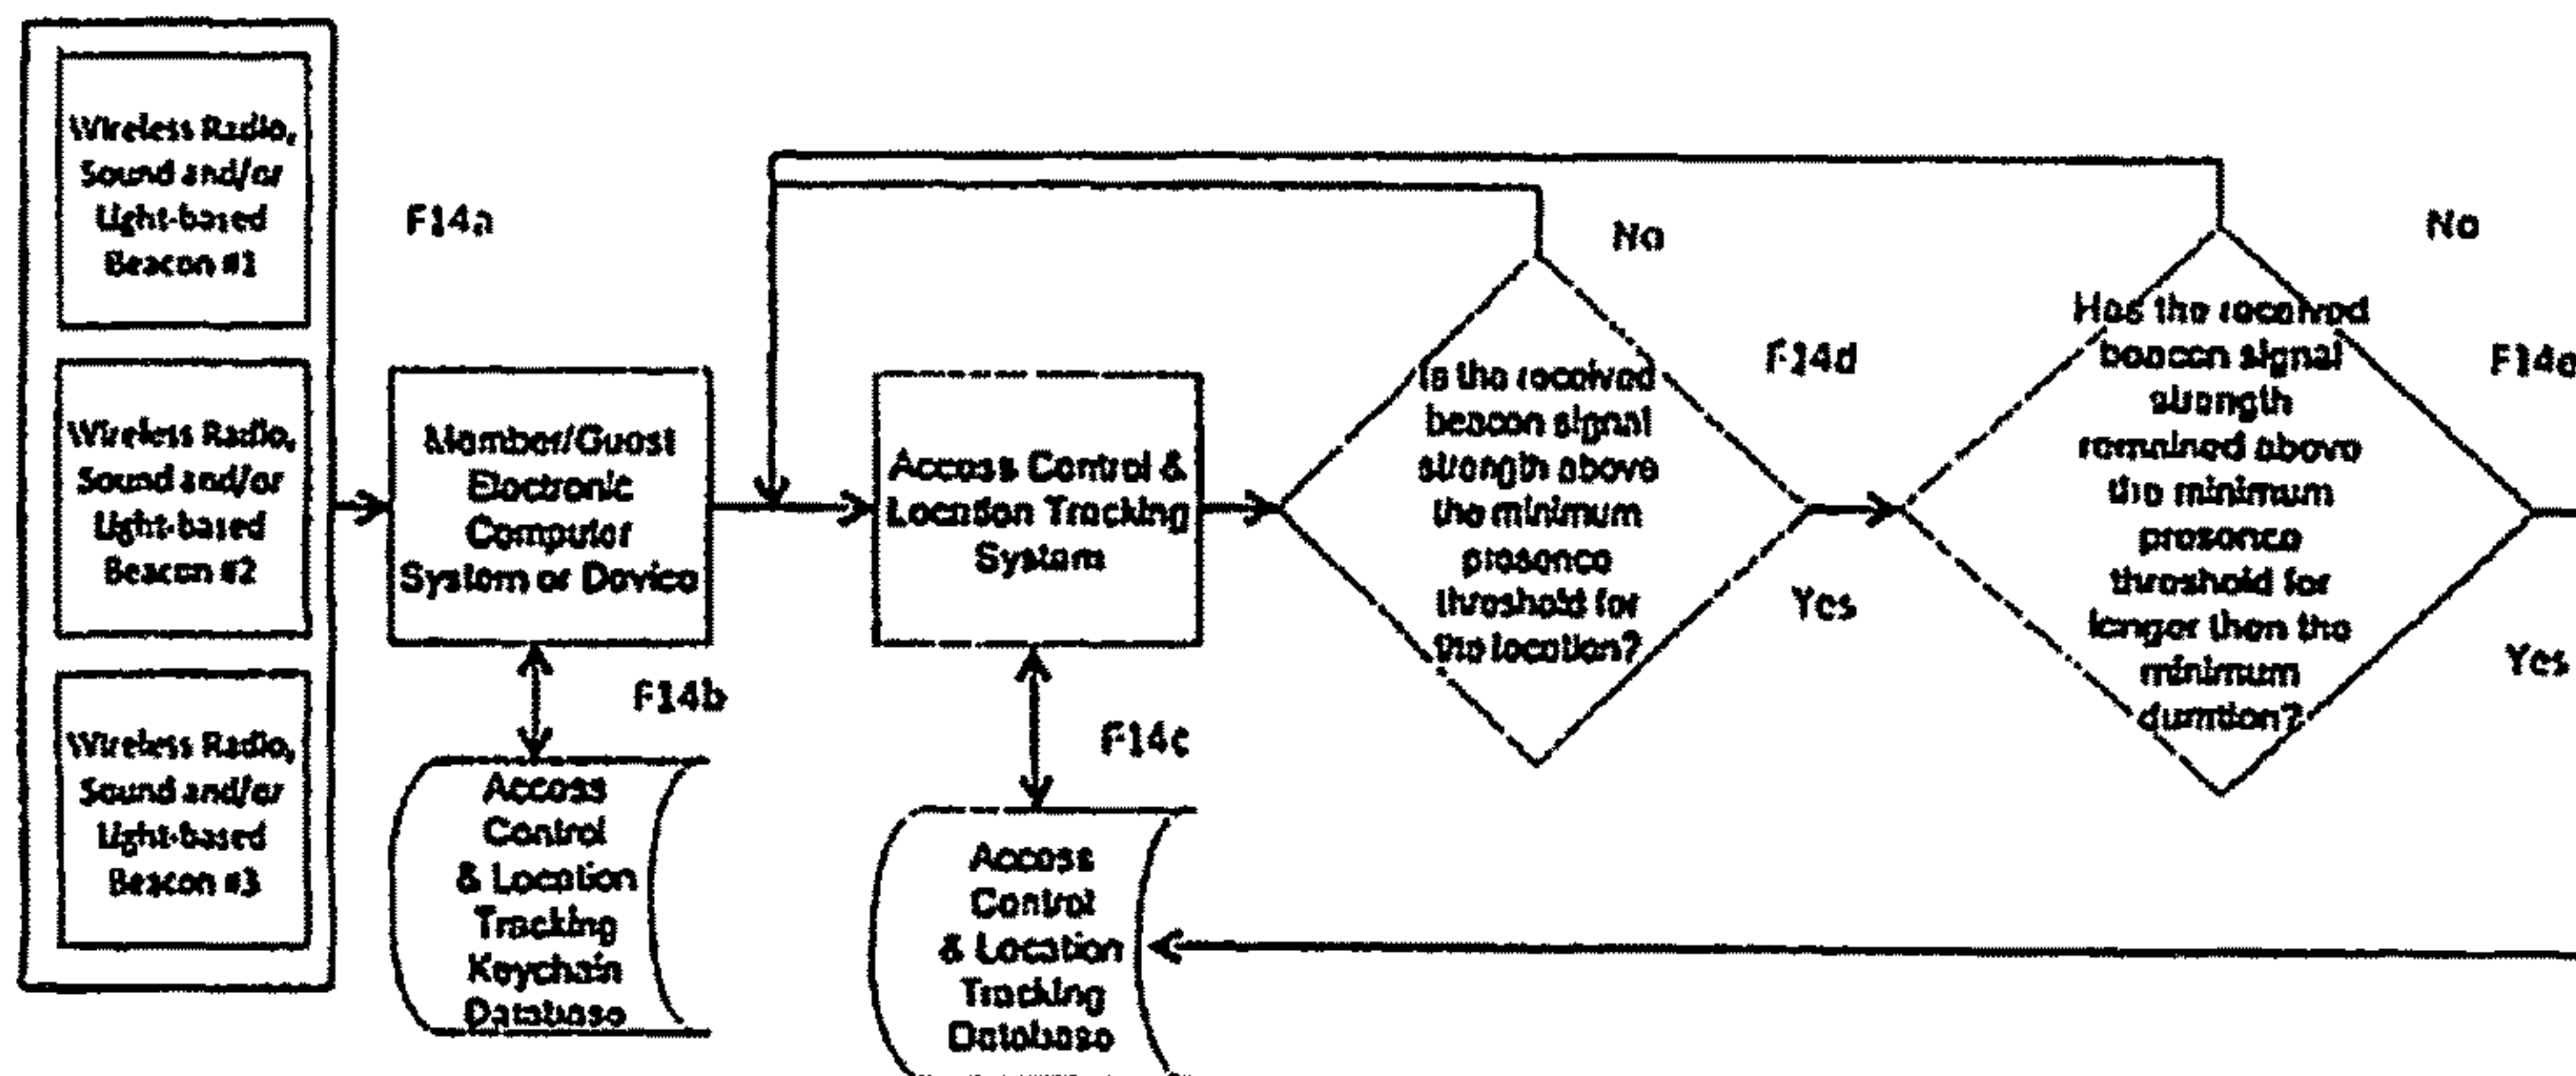 Wireless Radio,
Sound and/or
Light-based
Beacon #1
Wireless Radio,
Sound and/or
Light-based
Beacon #2
Wireless Radio,
Sound and/or
Light-based
Beacon #3
F14a
Member/Guest
Electronic
Computer
System or Device
F14b
Access
Control
& Location
Tracking
Keychain
Database
Access Control &
Location Tracking
System
F14c
Access
Control
& Location
Tracking
Database
Is the received
beacon signal
strength above
the minimum
presence
threshold for
the location?
No
F14d
Yes
Has the received
beacon signal
strength
remained above
the minimum
presence
threshold for
longer then the
minimum
duration?
No
F14e
Yes